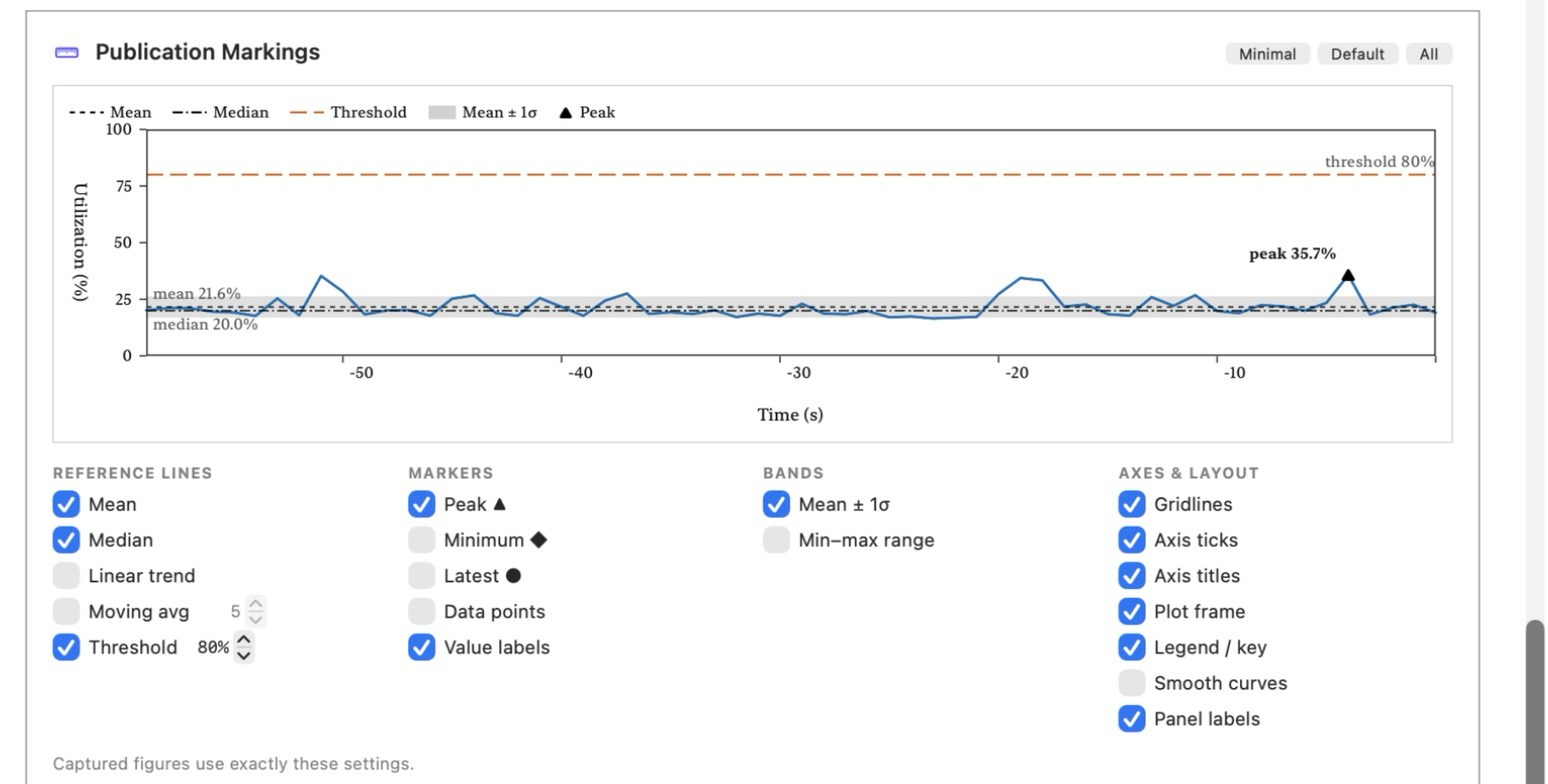 Publication Markings
Minimal Default All
Mean Median Threshold Mean ± 1σ ▲ Peak
100
threshold 80%
75
Utilization (%)
50
peak 35.7%
25
mean 21.6%
median 20.0%
0
-50 -40 -30 -20 -10
Time (s)
REFERENCE LINES
Mean
Median
Linear trend
Moving avg 5
Threshold 80%
MARKERS
Peak ▲
Minimum ◆
Latest ●
Data points
Value labels
BANDS
Mean ± 1σ
Min–max range
AXES & LAYOUT
Gridlines
Axis ticks
Axis titles
Plot frame
Legend / key
Smooth curves
Panel labels
Captured figures use exactly these settings.